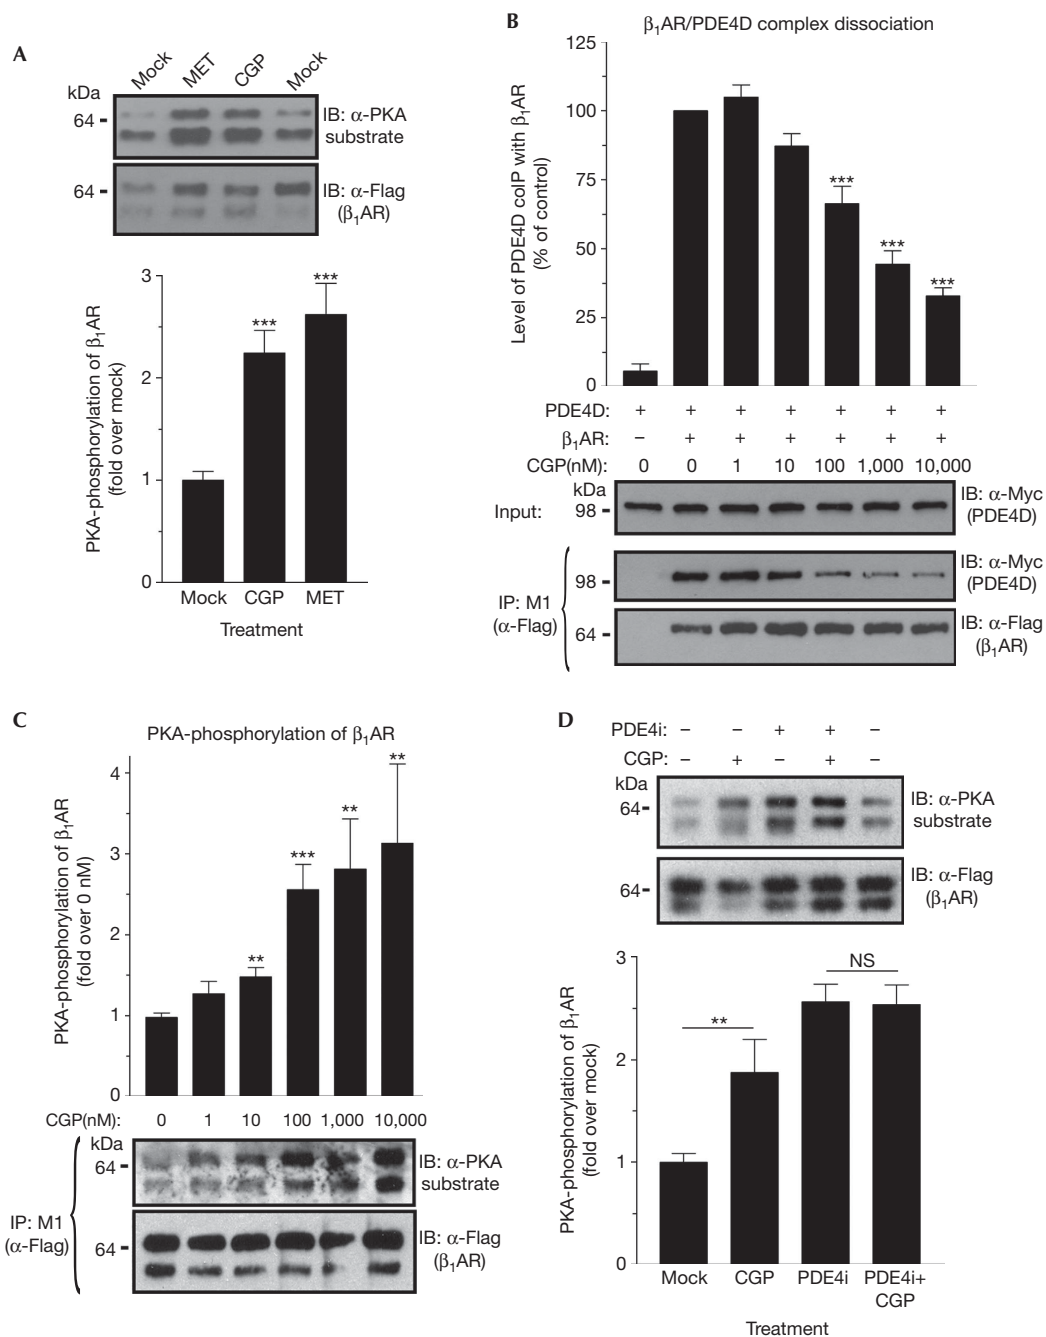 A
Mock MET CGP Mock
kDa
64
IB: α-PKA
substrate
64
IB: α-Flag
(β₁AR)
PKA-phosphorylation of β₁AR
(fold over mock)
3
2
1
0
*** ***
Mock CGP MET
Treatment
B
β₁AR/PDE4D complex dissociation
Level of PDE4D coIP with β₁AR
(% of control)
125
100
75
50
25
0
*** *** ***
PDE4D: + + + + + + +
β₁AR: – + + + + + +
CGP(nM): 0 0 1 10 100 1,000 10,000
kDa
Input: 98
IB: α-Myc
(PDE4D)
IP: M1
(α-Flag)
98
IB: α-Myc
(PDE4D)
64
IB: α-Flag
(β₁AR)
C
PKA-phosphorylation of β₁AR
PKA-phosphorylation of β₁AR
(fold over 0 nM)
4
3
2
1
0
** *** ** **
CGP(nM): 0 1 10 100 1,000 10,000
kDa
64
IB: α-PKA
substrate
IP: M1
(α-Flag)
64
IB: α-Flag
(β₁AR)
D
PDE4i: – – + + –
CGP: – + – + –
kDa
64
IB: α-PKA
substrate
64
IB: α-Flag
(β₁AR)
PKA-phosphorylation of β₁AR
(fold over mock)
3
2
1
0
** NS
Mock CGP PDE4i PDE4i+
CGP
Treatment